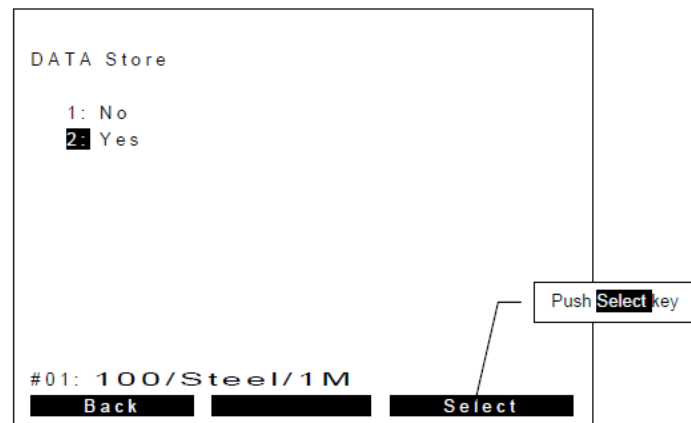 DATA Store
1: No
2: Yes
Push Select key
#01: 100/Steel/1M
Back Select